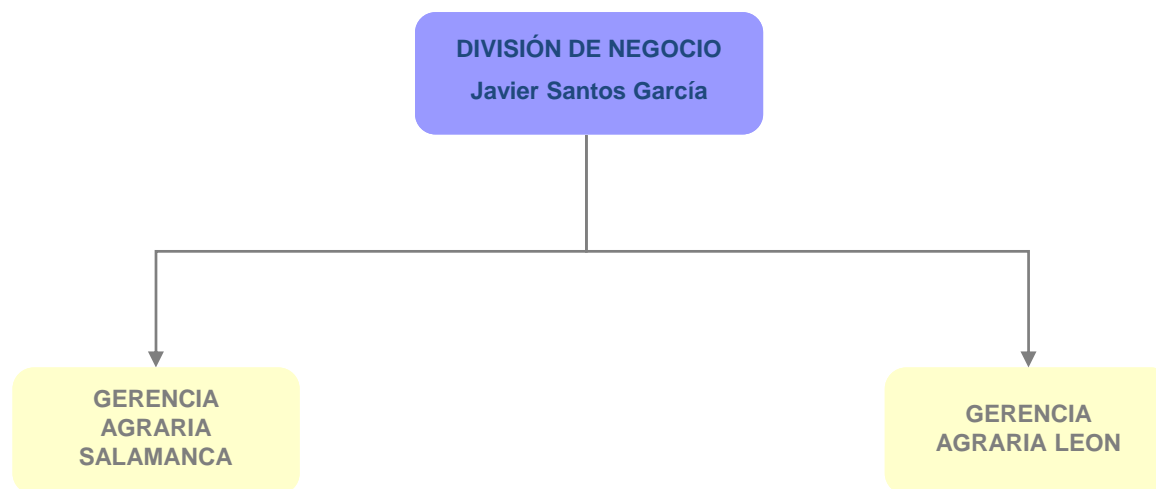 DIVISIÓN DE NEGOCIO
Javier Santos García
GERENCIA
AGRARIA
SALAMANCA
GERENCIA
AGRARIA LEON